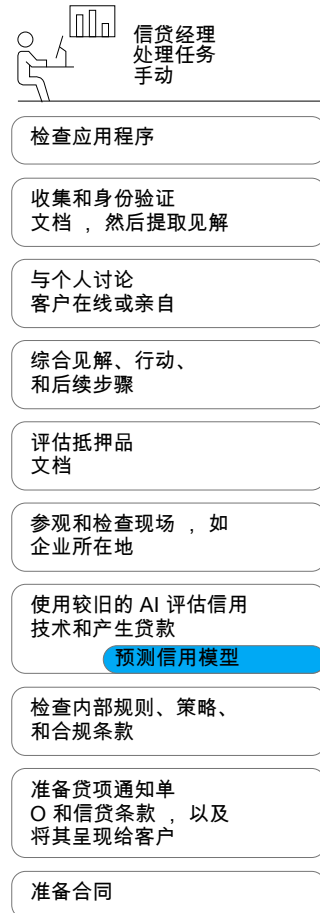 信贷经理
处理任务
手动
检查应用程序
收集和身份验证
文档 ，然后提取见解
与个人讨论
客户在线或亲自
综合见解、行动、
和后续步骤
评估抵押品
文档
参观和检查现场 ，如
企业所在地
使用较旧的 AI 评估信用
技术和产生贷款
预测信用模型
检查内部规则、策略、
和合规条款
准备贷项通知单
O 和信贷条款 ，以及
将其呈现给客户
准备合同